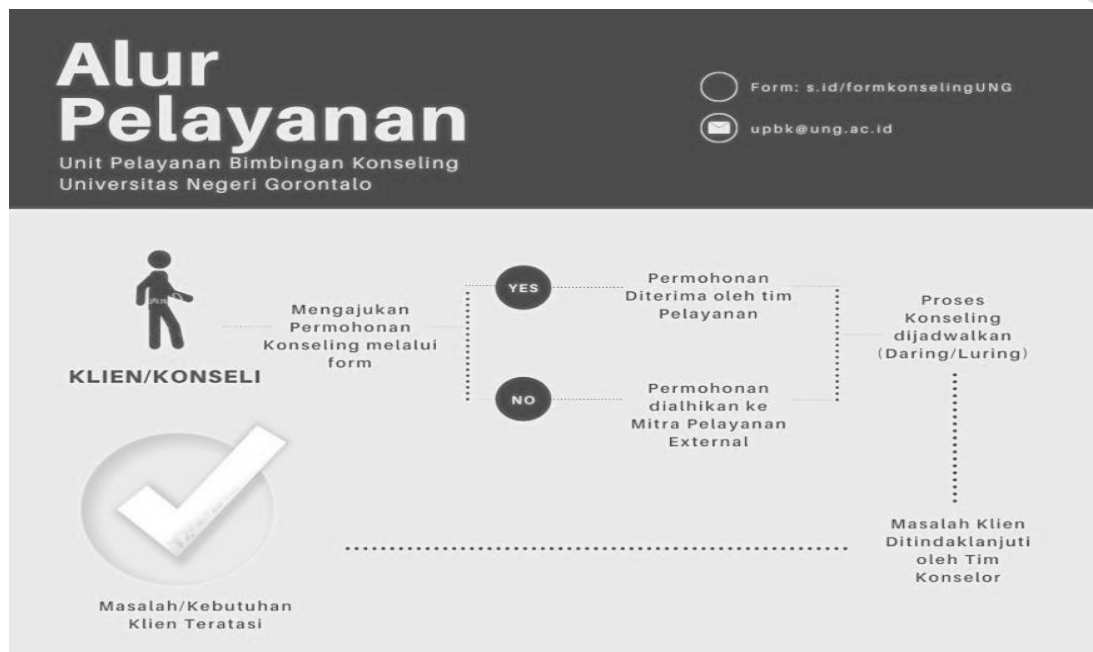 Alur
Pelayanan
Unit Pelayanan Bimbingan Konseling
Universitas Negeri Gorontalo
Form: s.id/formkonselingUNG
upbk@ung.ac.id
KLIEN/KONSELI
Mengajukan
Permohonan
Konseling melalui
form
YES
Permohonan
Diterima oleh tim
Pelayanan
NO
Permohonan
dialhikan ke
Mitra Pelayanan
External
Proses
Konseling
dijadwalkan
(Daring/Luring)
Masalah Klien
Ditindaklanjuti
oleh Tim
Konselor
Masalah/Kebutuhan
Klien Teratasi